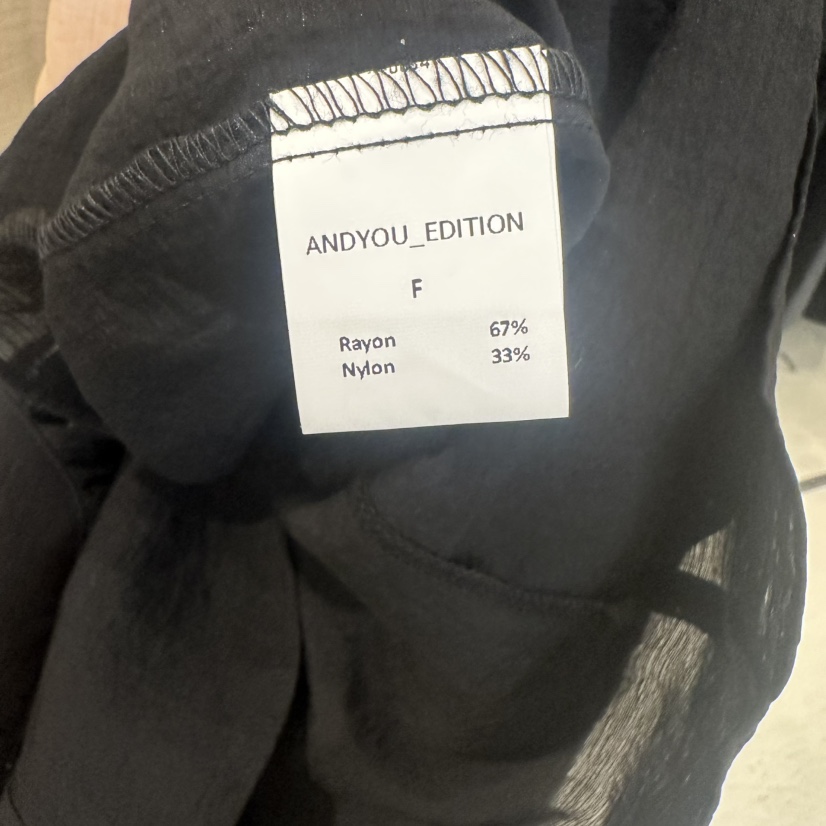 ANDYOU_EDITION
F
Rayon 67%
Nylon 33%